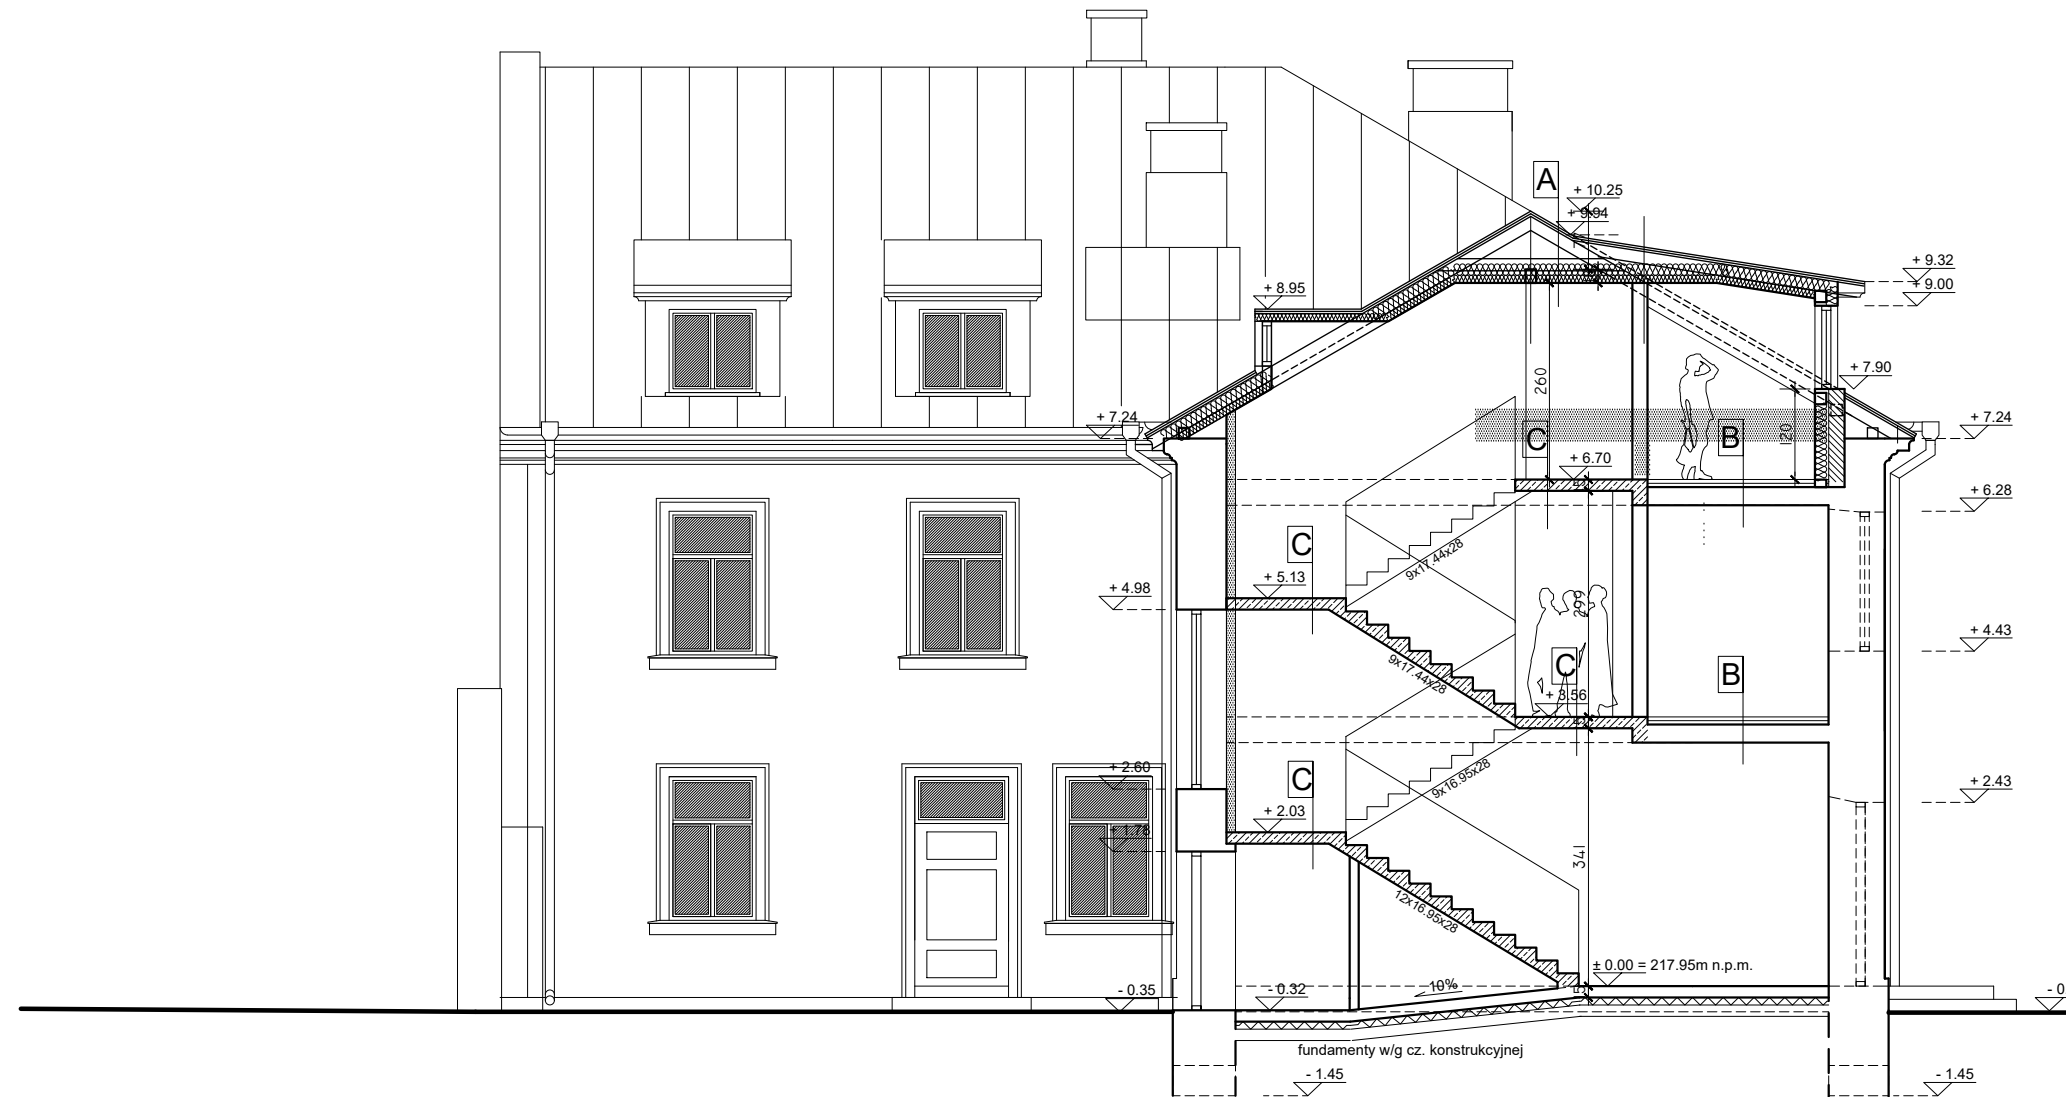 A
+ 10.25
+ 9.94
+ 9.32
+ 9.00
+ 8.95
+ 7.90
260
+ 7.24
C
B
120
+ 7.24
+ 6.70
+ 6.28
C
9x17.44x28
+ 5.13
+ 4.98
299
+ 4.43
9x17.44x28
C
B
+ 3.56
+ 2.60
C
9x16.95x28
+ 2.43
+ 2.03
+ 1.78
341
12x16.95x28
± 0.00 = 217.95m n.p.m.
- 0.35
- 0.32
10%
- 0
fundamenty w/g cz. konstrukcyjnej
- 1.45
- 1.45